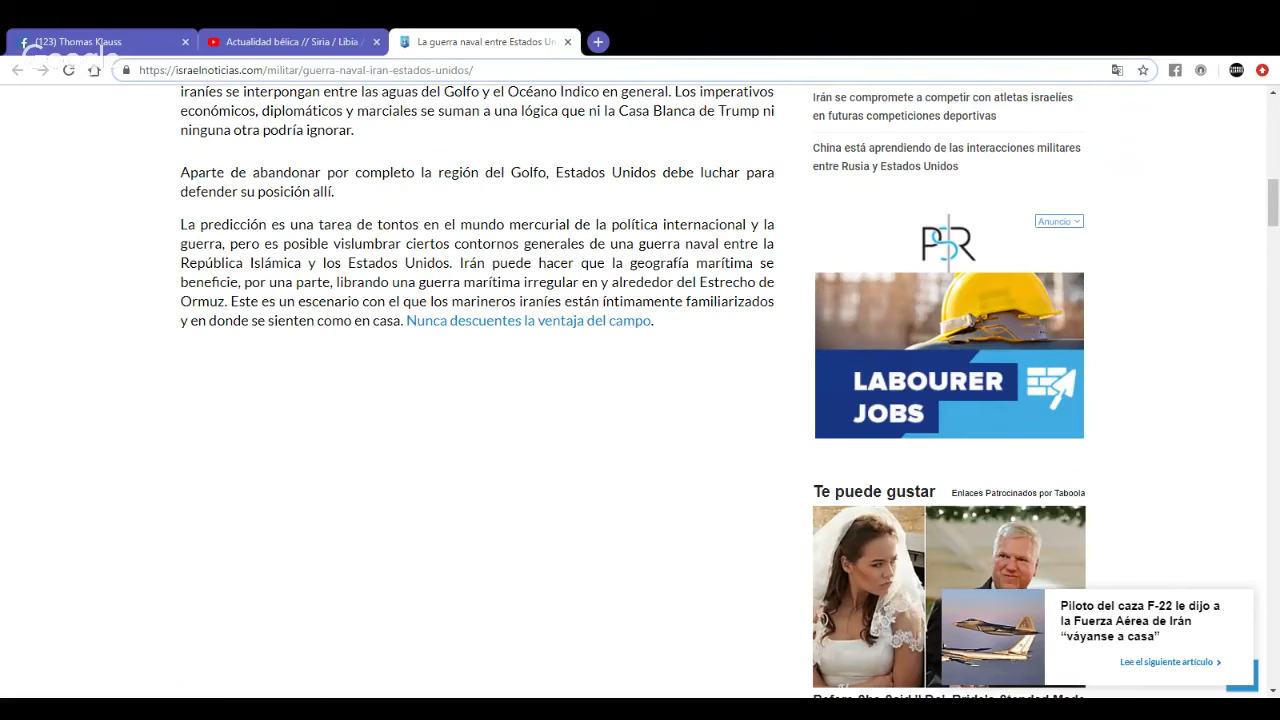 (123) Thomas Klauss
Actualidad bélica // Siria / Libia /
La guerra naval entre Estados Un
Google
https://israelnoticias.com/militar/guerra-naval-iran-estados-unidos/
iraníes se interpongan entre las aguas del Golfo y el Océano Indico en general. Los imperativos
económicos, diplomáticos y marciales se suman a una lógica que ni la Casa Blanca de Trump ni
ninguna otra podría ignorar.
Aparte de abandonar por completo la región del Golfo, Estados Unidos debe luchar para
defender su posición allí.
La predicción es una tarea de tontos en el mundo mercurial de la política internacional y la
guerra, pero es posible vislumbrar ciertos contornos generales de una guerra naval entre la
República Islámica y los Estados Unidos. Irán puede hacer que la geografía marítima se
beneficie, por una parte, librando una guerra marítima irregular en y alrededor del Estrecho de
Ormuz. Este es un escenario con el que los marineros iraníes están íntimamente familiarizados
y en donde se sienten como en casa. Nunca descuentes la ventaja del campo.
Irán se compromete a competir con atletas israelíes
en futuras competiciones deportivas
China está aprendiendo de las interacciones militares
entre Rusia y Estados Unidos
Anuncio
PSR
LABOURER
JOBS
Te puede gustar
Enlaces Patrocinados por Taboola
Piloto del caza F-22 le dijo a
la Fuerza Aérea de Irán
“váyanse a casa”
Lee el siguiente artículo